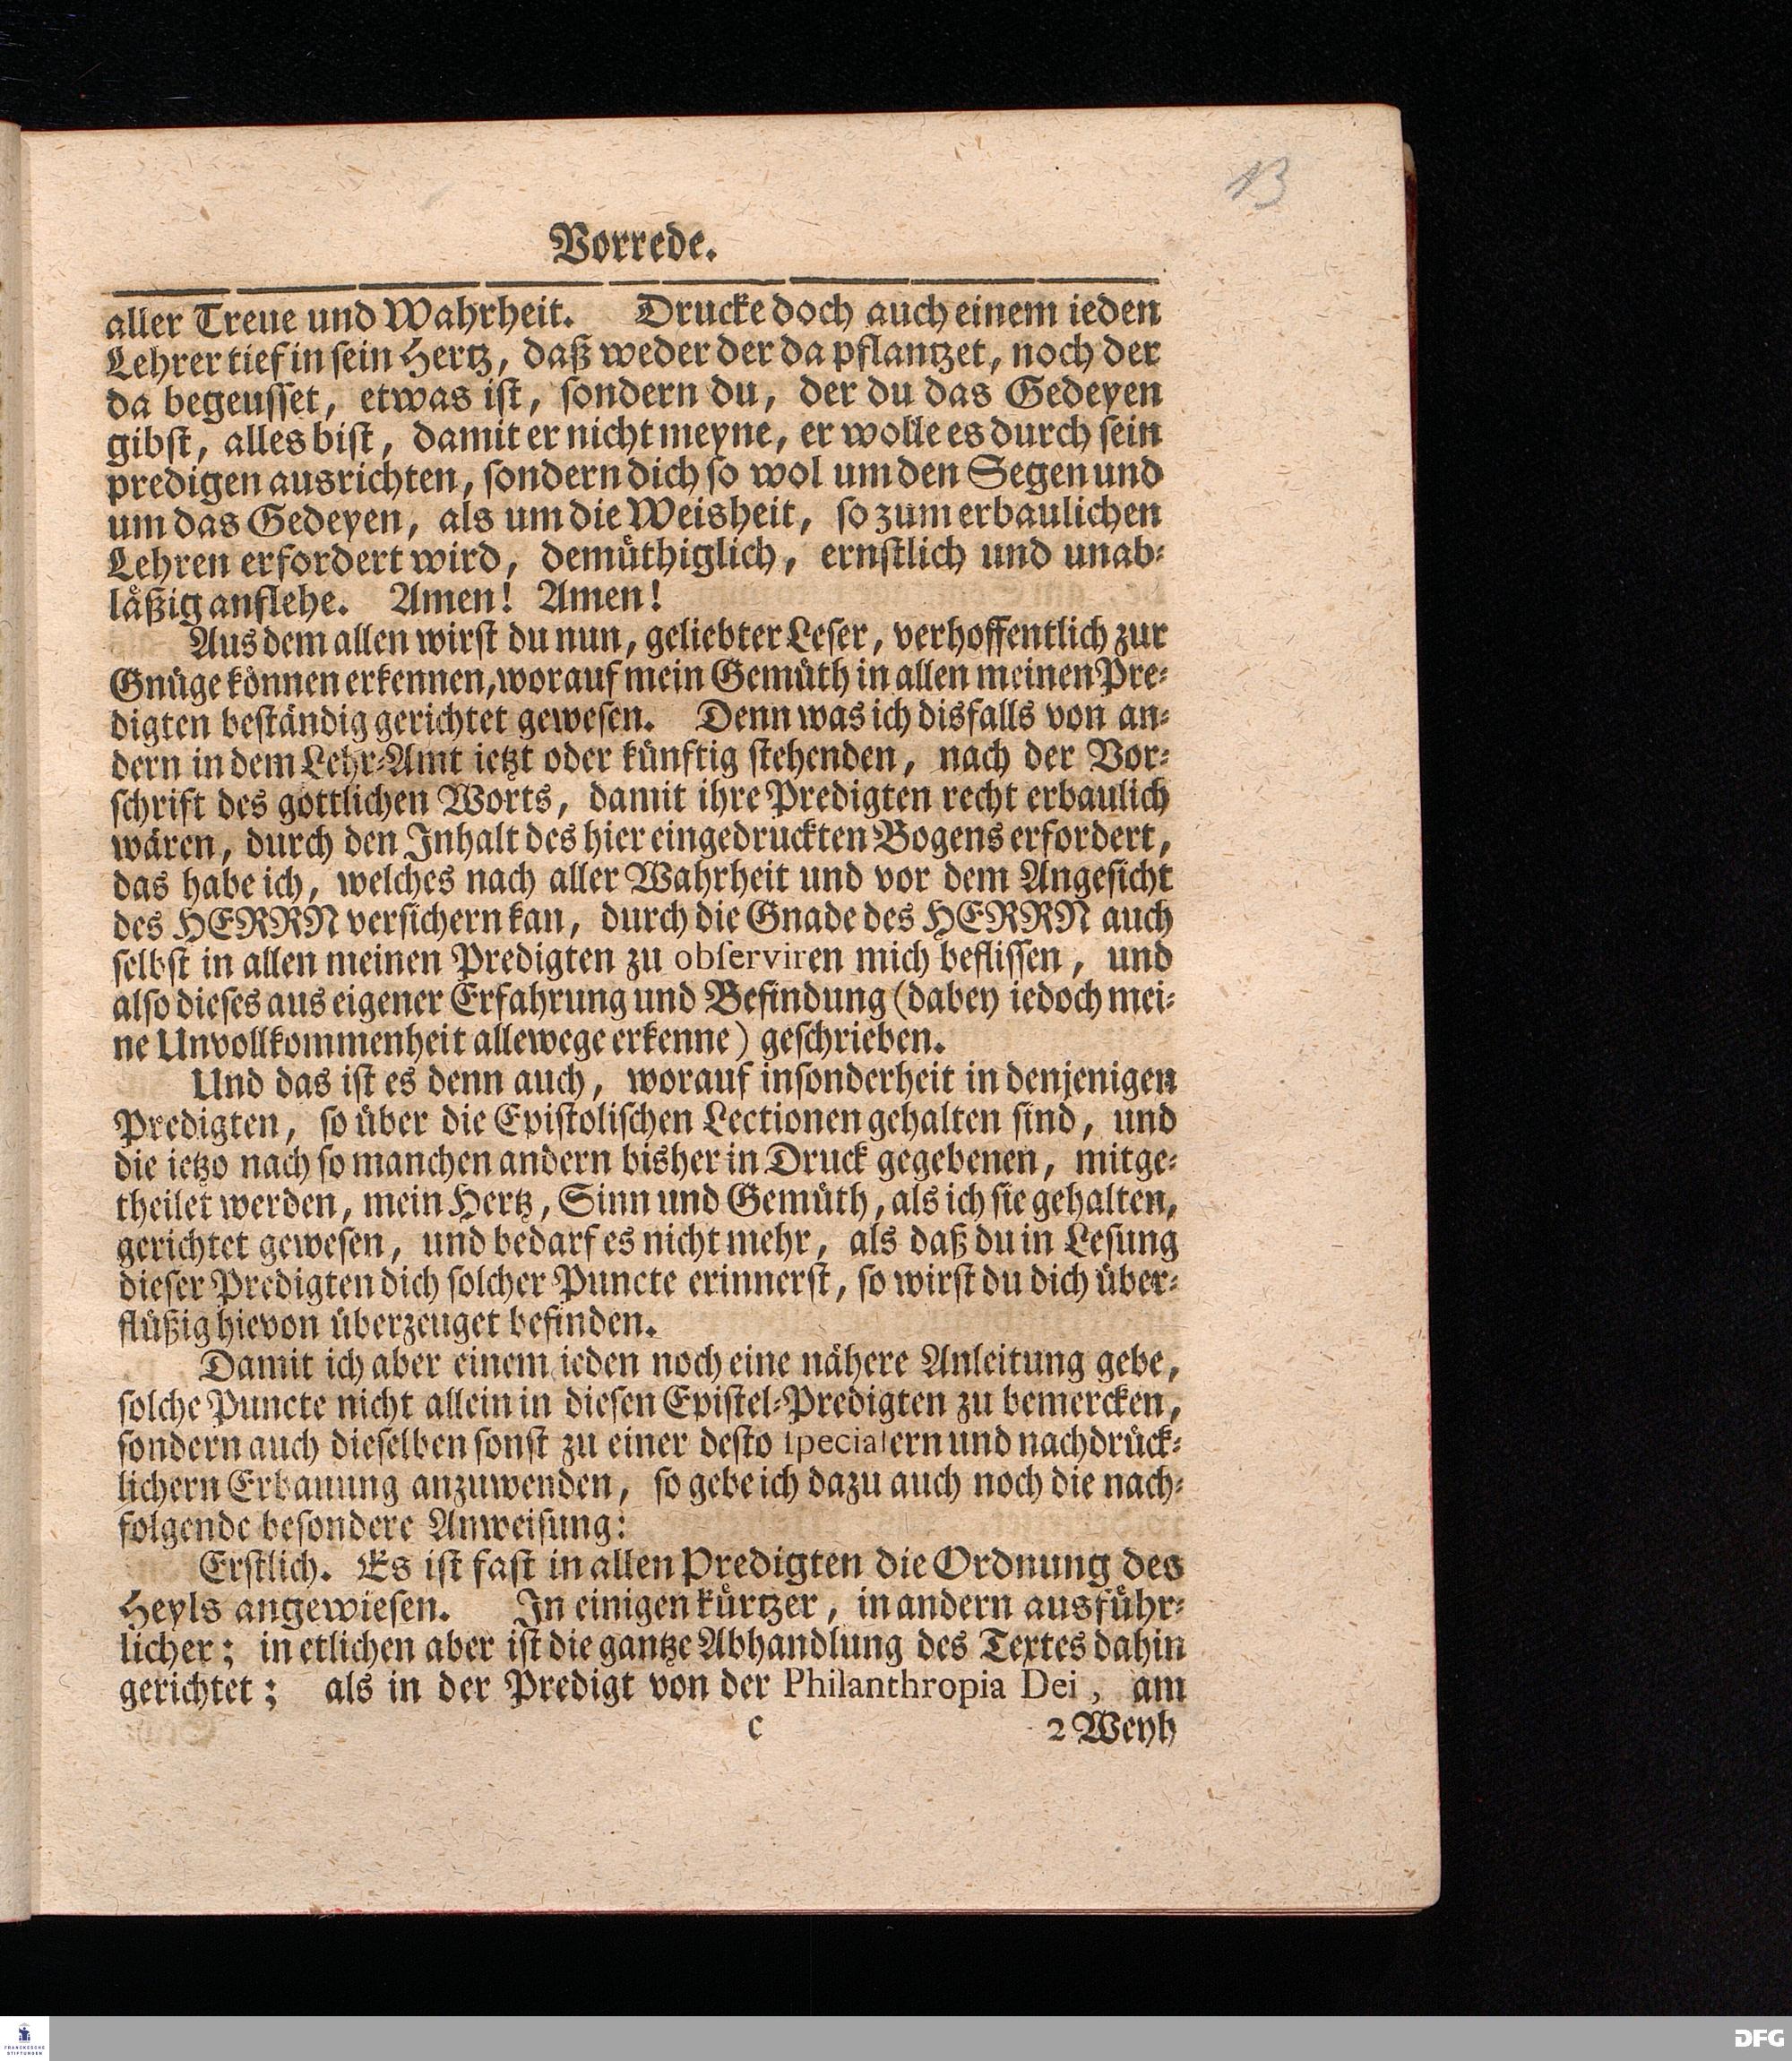 13
Vorrede.
aller Treue und Wahrheit. Drucke doch auch einem ieden
Lehrer tief in sein Hertz, daß weder der da pflantzet, noch der
da begeusset, etwas ist, sondern du, der du das Gedeyen
gibst, alles bist, damit er nicht meyne, er wolle es durch sein
predigen ausrichten, sondern dich so wol um den Segen und
um das Gedeyen, als um die Weisheit, so zum erbaulichen
Lehren erfordert wird, demüthiglich, ernstlich und unab-
läßig anflehe. Amen! Amen!
Aus dem allen wirst du nun, geliebter Leser, verhoffentlich zur
Gnüge können erkennen, worauf mein Gemüth in allen meinen Pre-
digten beständig gerichtet gewesen. Denn was ich disfalls von an-
dern in dem Lehr-Amt ietzt oder künftig stehenden, nach der Vor-
schrift des göttlichen Worts, damit ihre Predigten recht erbaulich
wären, durch den Inhalt des hier eingedruckten Bogens erfordert,
das habe ich, welches nach aller Wahrheit und vor dem Angesicht
des HERRN versichern kan, durch die Gnade des HERRN auch
selbst in allen meinen Predigten zu observiren mich beflissen, und
also dieses aus eigener Erfahrung und Befindung (dabey iedoch mei-
ne Unvollkommenheit allewege erkenne) geschrieben.
Und das ist es denn auch, worauf insonderheit in denjenigen
Predigten, so über die Epistolischen Lectionen gehalten sind, und
die ietzo nach so manchen andern bisher in Druck gegebenen, mitge-
theilet werden, mein Hertz, Sinn und Gemüth, als ich sie gehalten,
gerichtet gewesen, und bedarf es nicht mehr, als daß du in Lesung
dieser Predigten dich solcher Puncte erinnerst, so wirst du dich über-
flüßig hievon überzeuget befinden.
Damit ich aber einem ieden noch eine nähere Anleitung gebe,
solche Puncte nicht allein in diesen Epistel-Predigten zu bemercken,
sondern auch dieselben sonst zu einer desto specialern und nachdrück-
lichern Erbauung anzuwenden, so gebe ich dazu auch noch die nach-
folgende besondere Anweisung:
Erstlich. Es ist fast in allen Predigten die Ordnung des
Heyls angewiesen. In einigen kürtzer, in andern ausführ-
licher; in etlichen aber ist die gantze Abhandlung des Textes dahin
gerichtet; als in der Predigt von der Philanthropia Dei, am
c 2 Weyh
FRANCKESCHE
STIFTUNGEN
DFG